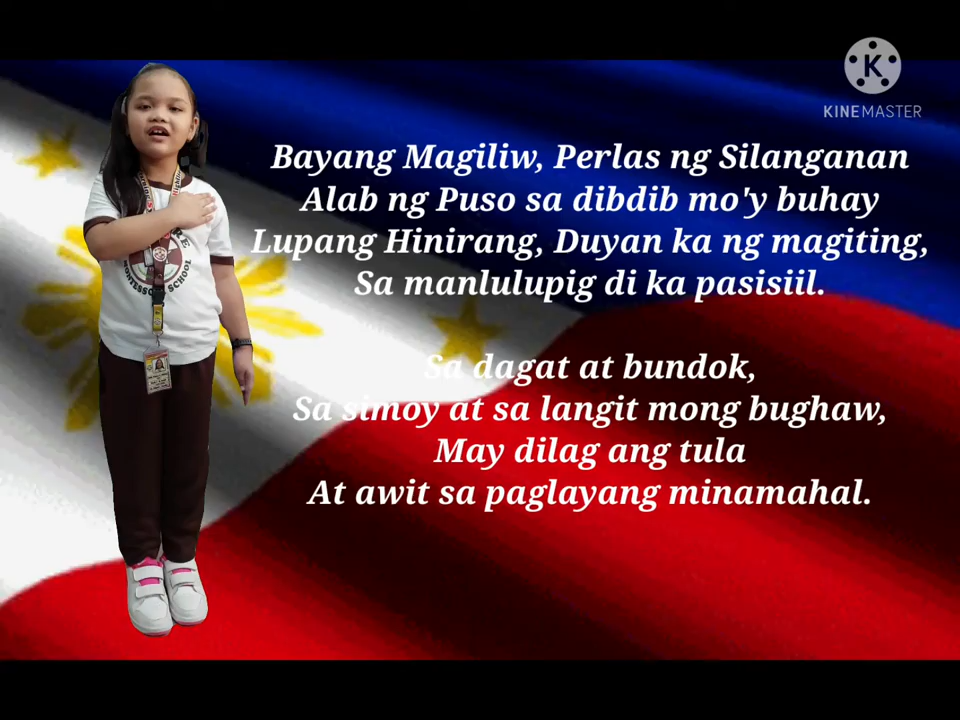 KINEMASTER
Bayang Magiliw, Perlas ng Silanganan
Alab ng Puso sa dibdib mo'y buhay
Lupang Hinirang, Duyan ka ng magiting,
Sa manlulupig di ka pasisiil.
Sa dagat at bundok,
Sa simoy at sa langit mong bughaw,
May dilag ang tula
At awit sa paglayang minamahal.
SCHOOL